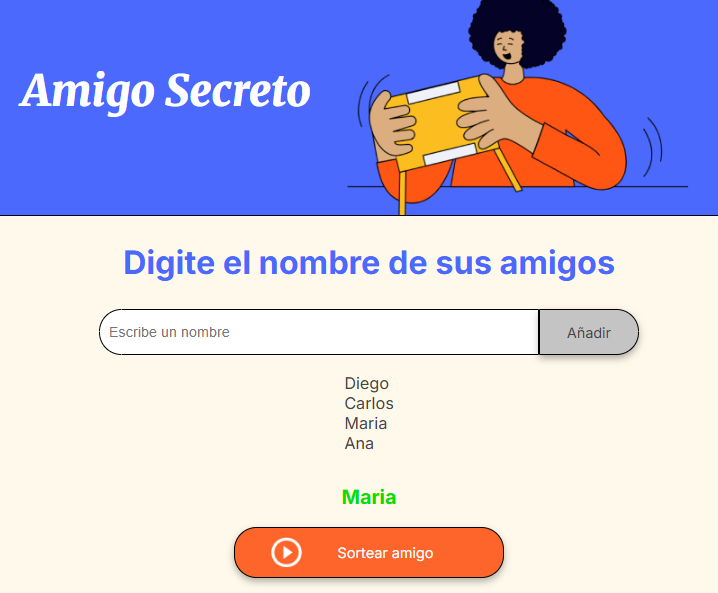 Amigo Secreto
Digite el nombre de sus amigos
Escribe un nombre
Añadir
Diego
Carlos
Maria
Ana
Maria
Sortear amigo